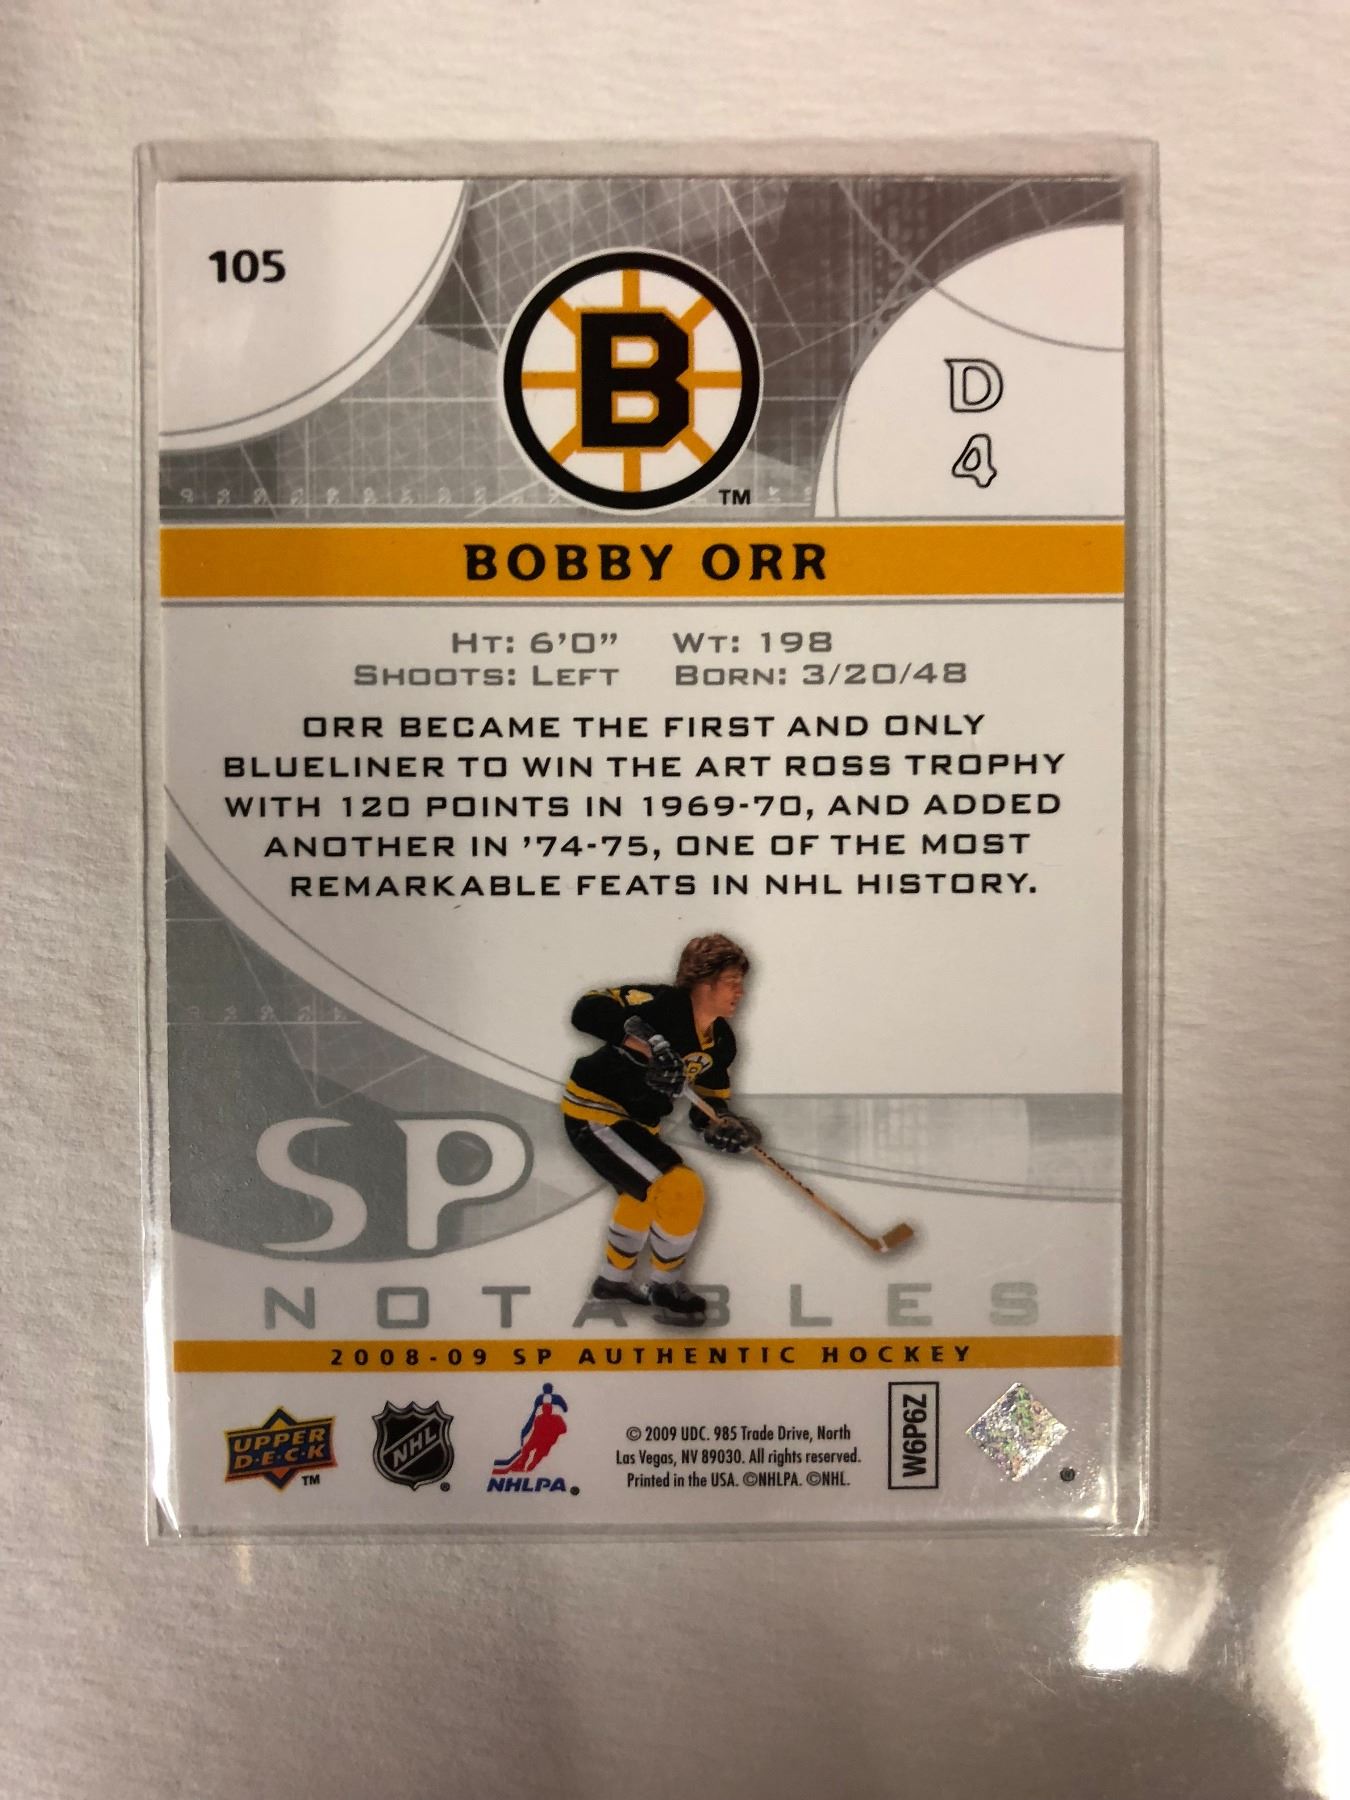 105
B
TM
D
4
BOBBY ORR
HT: 6'0" WT: 198
SHOOTS: LEFT BORN: 3/20/48
ORR BECAME THE FIRST AND ONLY
BLUELINER TO WIN THE ART ROSS TROPHY
WITH 120 POINTS IN 1969-70, AND ADDED
ANOTHER IN '74-75, ONE OF THE MOST
REMARKABLE FEATS IN NHL HISTORY.
4
SP
NOTABLES
2008-09 SP AUTHENTIC HOCKEY
UPPER
D·E·C·K
TM
NHL
®
NHLPA®
© 2009 UDC. 985 Trade Drive, North
Las Vegas, NV 89030. All rights reserved.
Printed in the USA. ©NHLPA. ©NHL.
W6P6Z
®